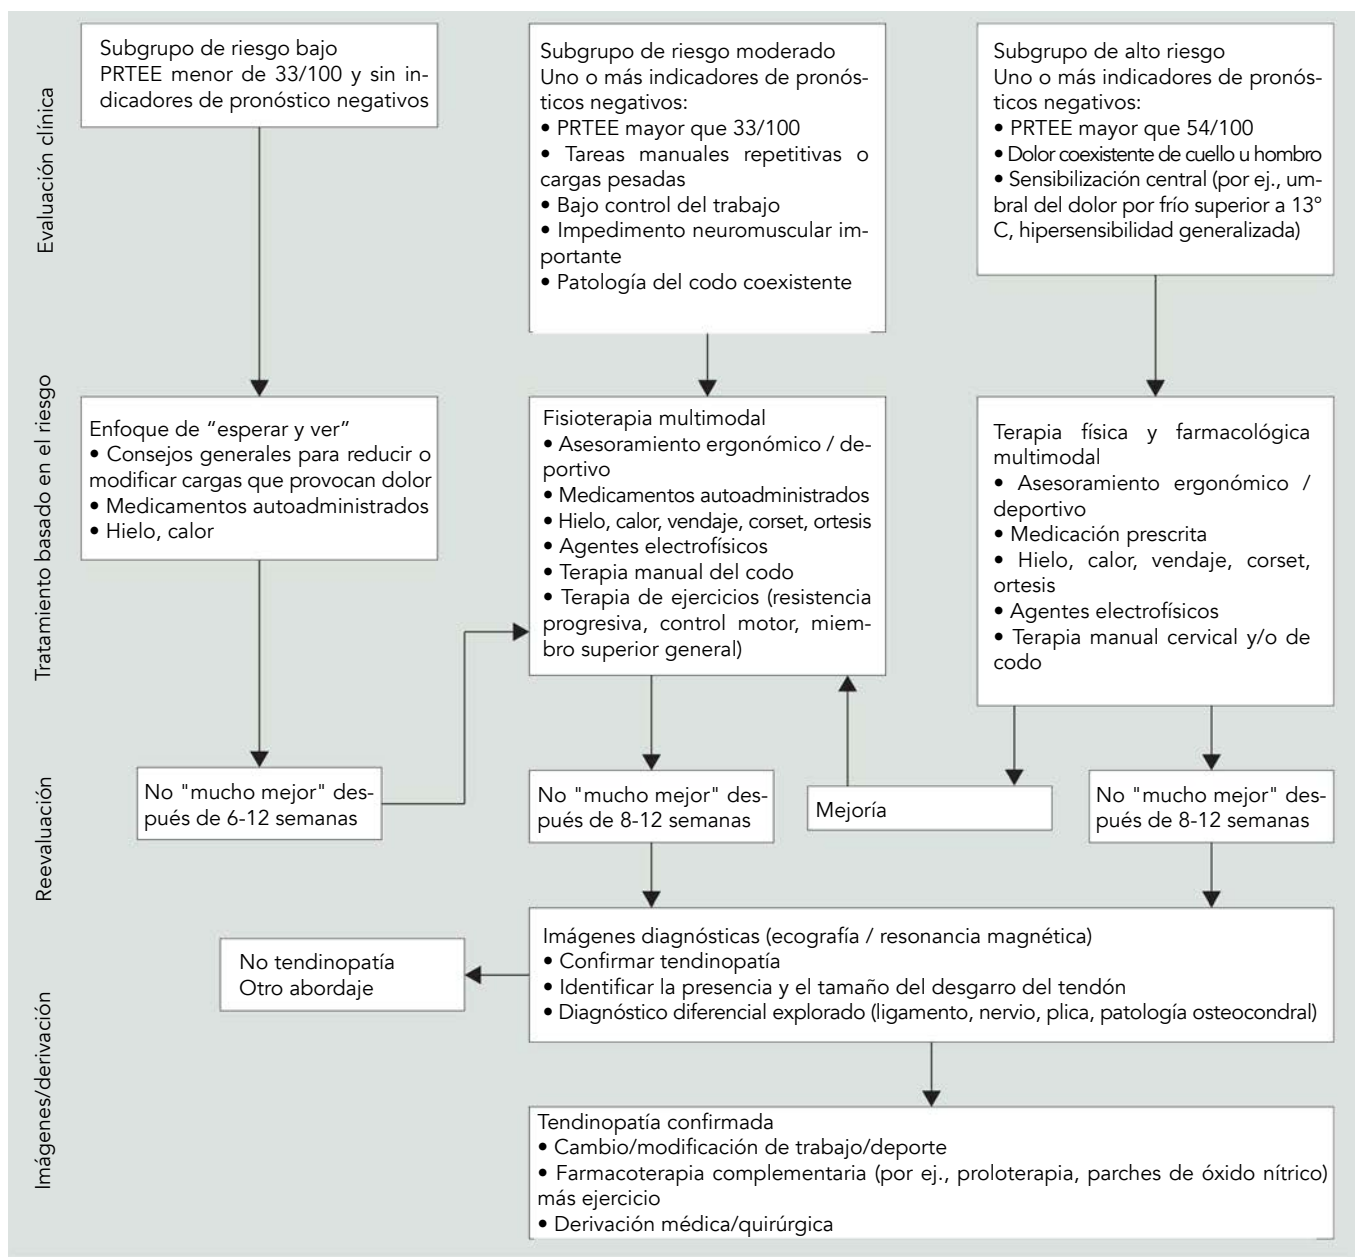 Evaluación clínica
Subgrupo de riesgo bajo
PRTEE menor de 33/100 y sin in-
dicadores de pronóstico negativos
Subgrupo de riesgo moderado
Uno o más indicadores de pronós-
ticos negativos:
• PRTEE mayor que 33/100
• Tareas manuales repetitivas o
cargas pesadas
• Bajo control del trabajo
• Impedimento neuromuscular im-
portante
• Patología del codo coexistente
Subgrupo de alto riesgo
Uno o más indicadores de pronós-
ticos negativos:
• PRTEE mayor que 54/100
• Dolor coexistente de cuello u hombro
• Sensibilización central (por ej., um-
bral del dolor por frío superior a 13°
C, hipersensibilidad generalizada)
Tratamiento basado en el riesgo
Enfoque de “esperar y ver”
• Consejos generales para reducir o
modificar cargas que provocan dolor
• Medicamentos autoadministrados
• Hielo, calor
Fisioterapia multimodal
• Asesoramiento ergonómico / de-
portivo
• Medicamentos autoadministrados
• Hielo, calor, vendaje, corset, ortesis
• Agentes electrofísicos
• Terapia manual del codo
• Terapia de ejercicios (resistencia
progresiva, control motor, miem-
bro superior general)
Terapia física y farmacológica
multimodal
• Asesoramiento ergonómico /
deportivo
• Medicación prescrita
• Hielo, calor, vendaje, corset,
ortesis
• Agentes electrofísicos
• Terapia manual cervical y/o de
codo
Reevaluación
No "mucho mejor" des-
pués de 6-12 semanas
No "mucho mejor" des-
pués de 8-12 semanas
Mejoría
No "mucho mejor" des-
pués de 8-12 semanas
Imágenes/derivación
No tendinopatía
Otro abordaje
Imágenes diagnósticas (ecografía / resonancia magnética)
• Confirmar tendinopatía
• Identificar la presencia y el tamaño del desgarro del tendón
• Diagnóstico diferencial explorado (ligamento, nervio, plica, patología osteocondral)
Tendinopatía confirmada
• Cambio/modificación de trabajo/deporte
• Farmacoterapia complementaria (por ej., proloterapia, parches de óxido nítrico)
más ejercicio
• Derivación médica/quirúrgica